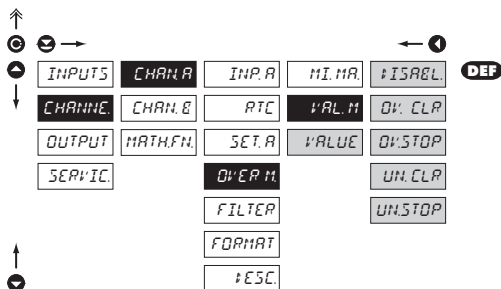 DEF
INPUTS CHAN. A INP. A MI. MA. DISABL.
CHANNE. CHAN. B RTC VAL. M OV. CLR
OUTPUT MATH.FN. SET. A VALUE OV.STOP
SERVIC. OVER M. UN. CLR
FILTER UN.STOP
FORMAT
DESC.